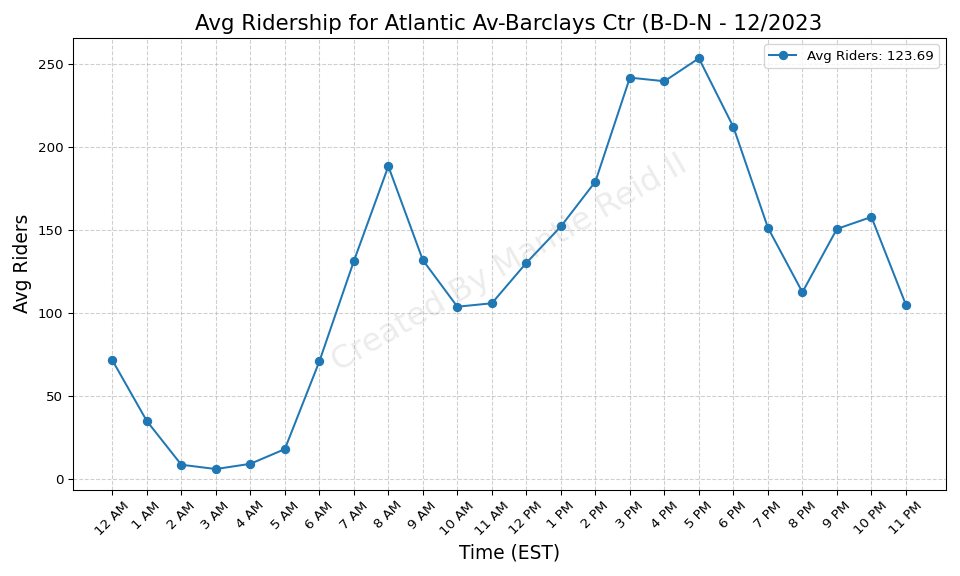 Avg Ridership for Atlantic Av-Barclays Ctr (B-D-N - 12/2023
Avg Riders: 123.69
250
200
150
100
50
0
Avg Riders
Created By Mantle Reid II
12 AM 1 AM 2 AM 3 AM 4 AM 5 AM 6 AM 7 AM 8 AM 9 AM 10 AM 11 AM 12 PM 1 PM 2 PM 3 PM 4 PM 5 PM 6 PM 7 PM 8 PM 9 PM 10 PM 11 PM
Time (EST)